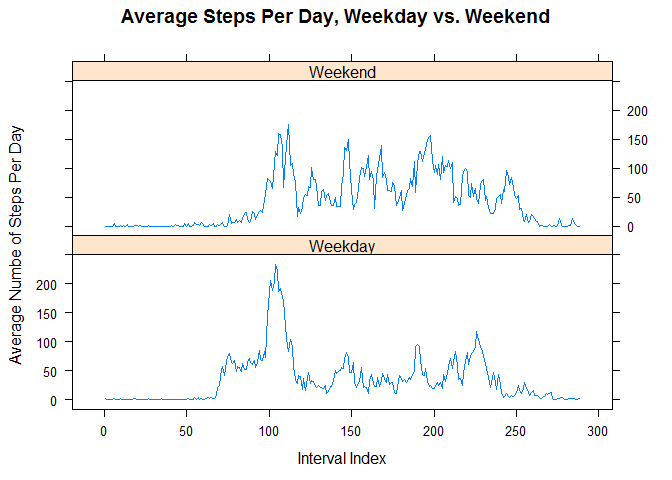 Average Steps Per Day, Weekday vs. Weekend
Weekend
200
150
100
50
0
Weekday
200
150
100
50
0
0 50 100 150 200 250 300
Interval Index
Average Numbe of Steps Per Day